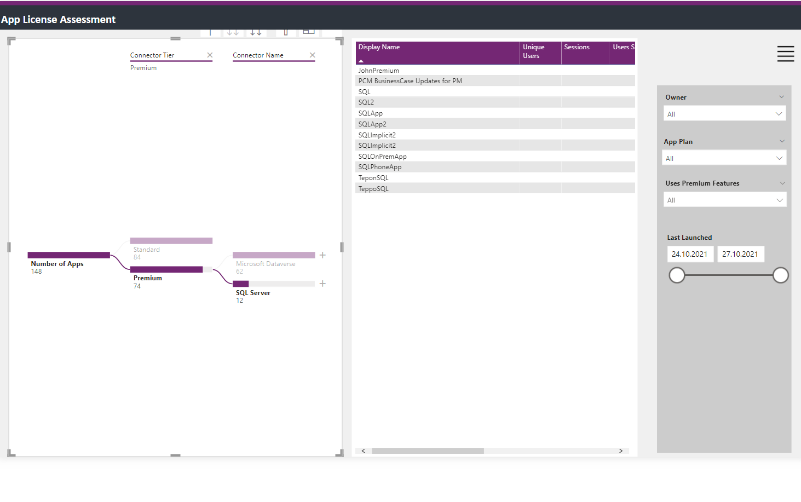 App License Assessment
Connector Tier
Connector Name
Premium
Number of Apps
148
Standard
84
Premium
74
Microsoft Dataverse
62
SQL Server
12
Display Name
Unique Users
Sessions
Users S
JohnPremium
PCM BusinessCase Updates for PM
SQL
SQL2
SQLApp
SQLApp2
SQLImplicit2
SQLImplicit2
SQLOnPremApp
SQLPhoneApp
TeponSQL
TeppoSQL
Owner
All
App Plan
All
Uses Premium Features
All
Last Launched
24.10.2021
27.10.2021